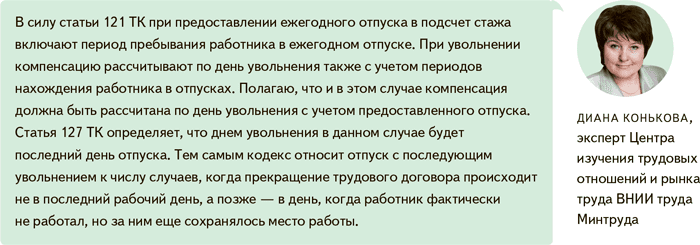 В силу статьи 121 ТК при предоставлении ежегодного отпуска в подсчет стажа
включают период пребывания работника в ежегодном отпуске. При увольнении
компенсацию рассчитывают по день увольнения также с учетом периодов
нахождения работника в отпусках. Полагаю, что и в этом случае компенсация
должна быть рассчитана по день увольнения с учетом предоставленного отпуска.
Статья 127 ТК определяет, что днем увольнения в данном случае будет
последний день отпуска. Тем самым кодекс относит отпуск с последующим
увольнением к числу случаев, когда прекращение трудового договора происходит
не в последний рабочий день, а позже — в день, когда работник фактически
не работал, но за ним еще сохранялось место работы.
ДИАНА КОНЬКОВА,
эксперт Центра
изучения трудовых
отношений и рынка
труда ВНИИ труда
Минтруда